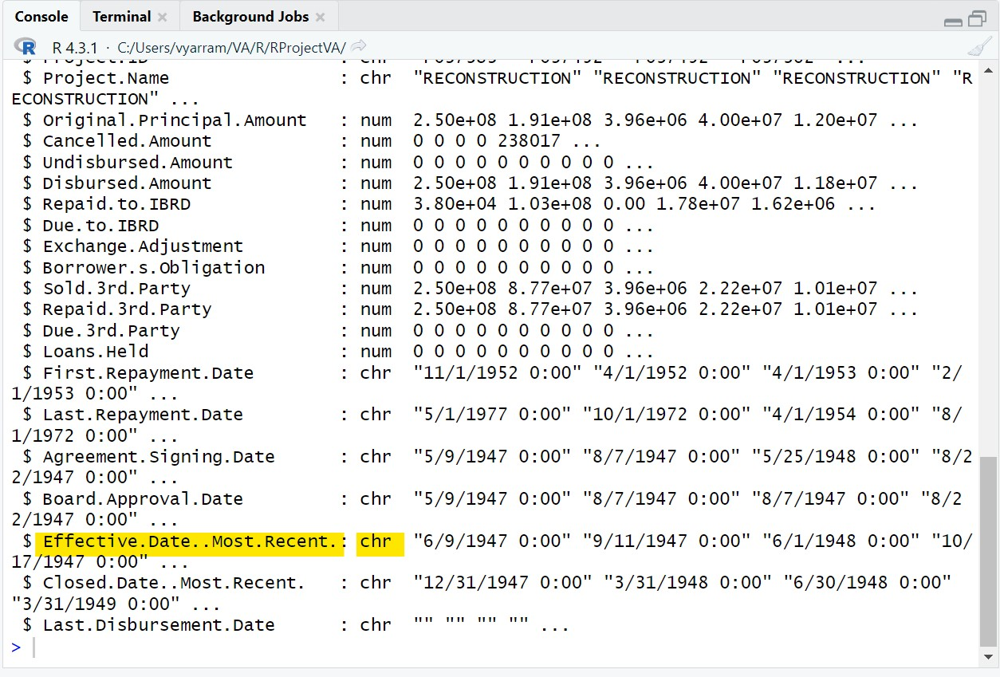 Console Terminal Background Jobs
R 4.3.1 · C:/Users/vyarram/VA/R/RProjectVA/
$ Project.ID : chr ...
$ Project.Name : chr "RECONSTRUCTION" "RECONSTRUCTION" "RECONSTRUCTION" "R
ECONSTRUCTION" ...
$ Original.Principal.Amount : num 2.50e+08 1.91e+08 3.96e+06 4.00e+07 1.20e+07 ...
$ Cancelled.Amount : num 0 0 0 0 238017 ...
$ Undisbursed.Amount : num 0 0 0 0 0 0 0 0 0 0 ...
$ Disbursed.Amount : num 2.50e+08 1.91e+08 3.96e+06 4.00e+07 1.18e+07 ...
$ Repaid.to.IBRD : num 3.80e+04 1.03e+08 0.00 1.78e+07 1.62e+06 ...
$ Due.to.IBRD : num 0 0 0 0 0 0 0 0 0 0 ...
$ Exchange.Adjustment : num 0 0 0 0 0 0 0 0 0 0 ...
$ Borrower.s.Obligation : num 0 0 0 0 0 0 0 0 0 0 ...
$ Sold.3rd.Party : num 2.50e+08 8.77e+07 3.96e+06 2.22e+07 1.01e+07 ...
$ Repaid.3rd.Party : num 2.50e+08 8.77e+07 3.96e+06 2.22e+07 1.01e+07 ...
$ Due.3rd.Party : num 0 0 0 0 0 0 0 0 0 0 ...
$ Loans.Held : num 0 0 0 0 0 0 0 0 0 0 ...
$ First.Repayment.Date : chr "11/1/1952 0:00" "4/1/1952 0:00" "4/1/1953 0:00" "2/
1/1953 0:00" ...
$ Last.Repayment.Date : chr "5/1/1977 0:00" "10/1/1972 0:00" "4/1/1954 0:00" "8/
1/1972 0:00" ...
$ Agreement.Signing.Date : chr "5/9/1947 0:00" "8/7/1947 0:00" "5/25/1948 0:00" "8/2
2/1947 0:00" ...
$ Board.Approval.Date : chr "5/9/1947 0:00" "8/7/1947 0:00" "8/7/1947 0:00" "8/2
2/1947 0:00" ...
$ Effective.Date..Most.Recent.: chr "6/9/1947 0:00" "9/11/1947 0:00" "6/1/1948 0:00" "10/
17/1947 0:00" ...
$ Closed.Date..Most.Recent. : chr "12/31/1947 0:00" "3/31/1948 0:00" "6/30/1948 0:00"
"3/31/1949 0:00" ...
$ Last.Disbursement.Date : chr "" "" "" "" ...
>